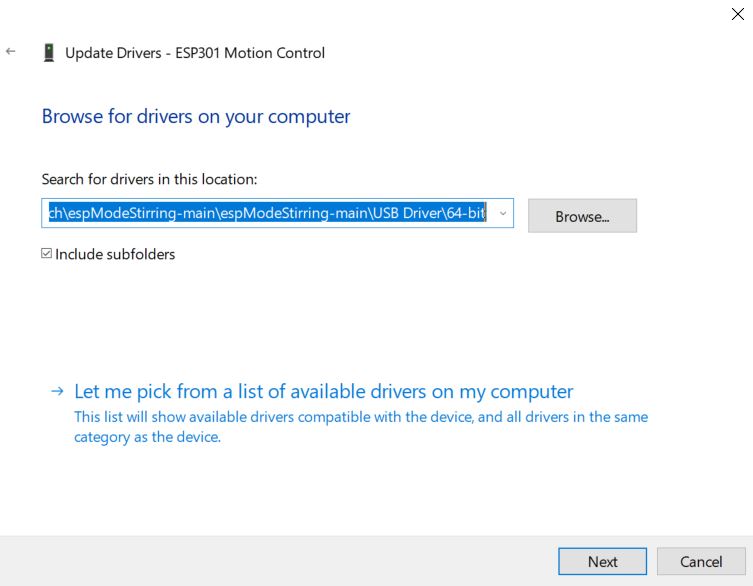 Update Drivers - ESP301 Motion Control
Browse for drivers on your computer
Search for drivers in this location:
ch\espModeStirring-main\espModeStirring-main\USB Driver\64-bit
Browse...
Include subfolders
Let me pick from a list of available drivers on my computer
This list will show available drivers compatible with the device, and all drivers in the same
category as the device.
Next
Cancel